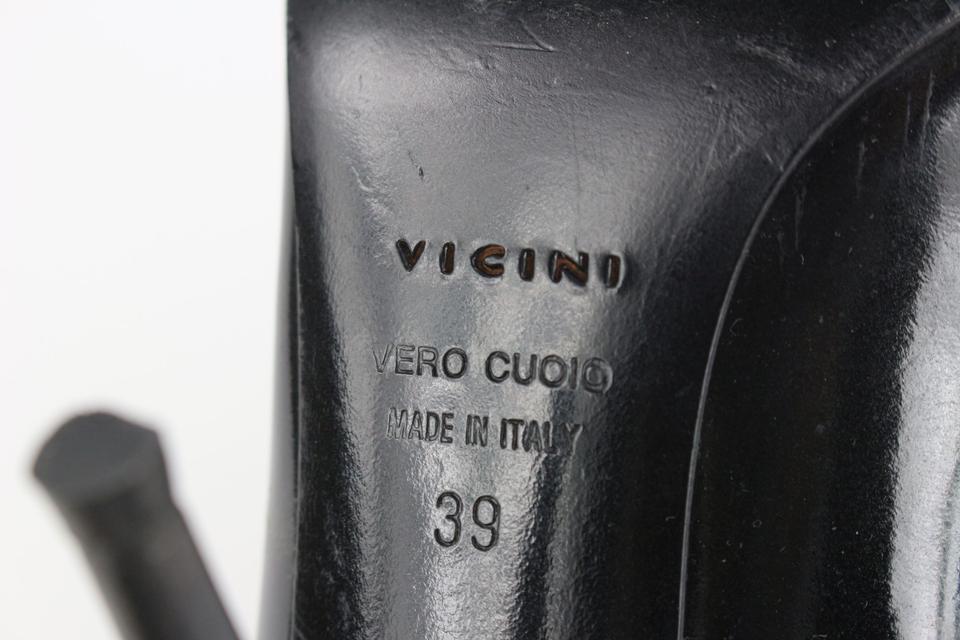 VICINI
VERO CUOIO
MADE IN ITALY
39